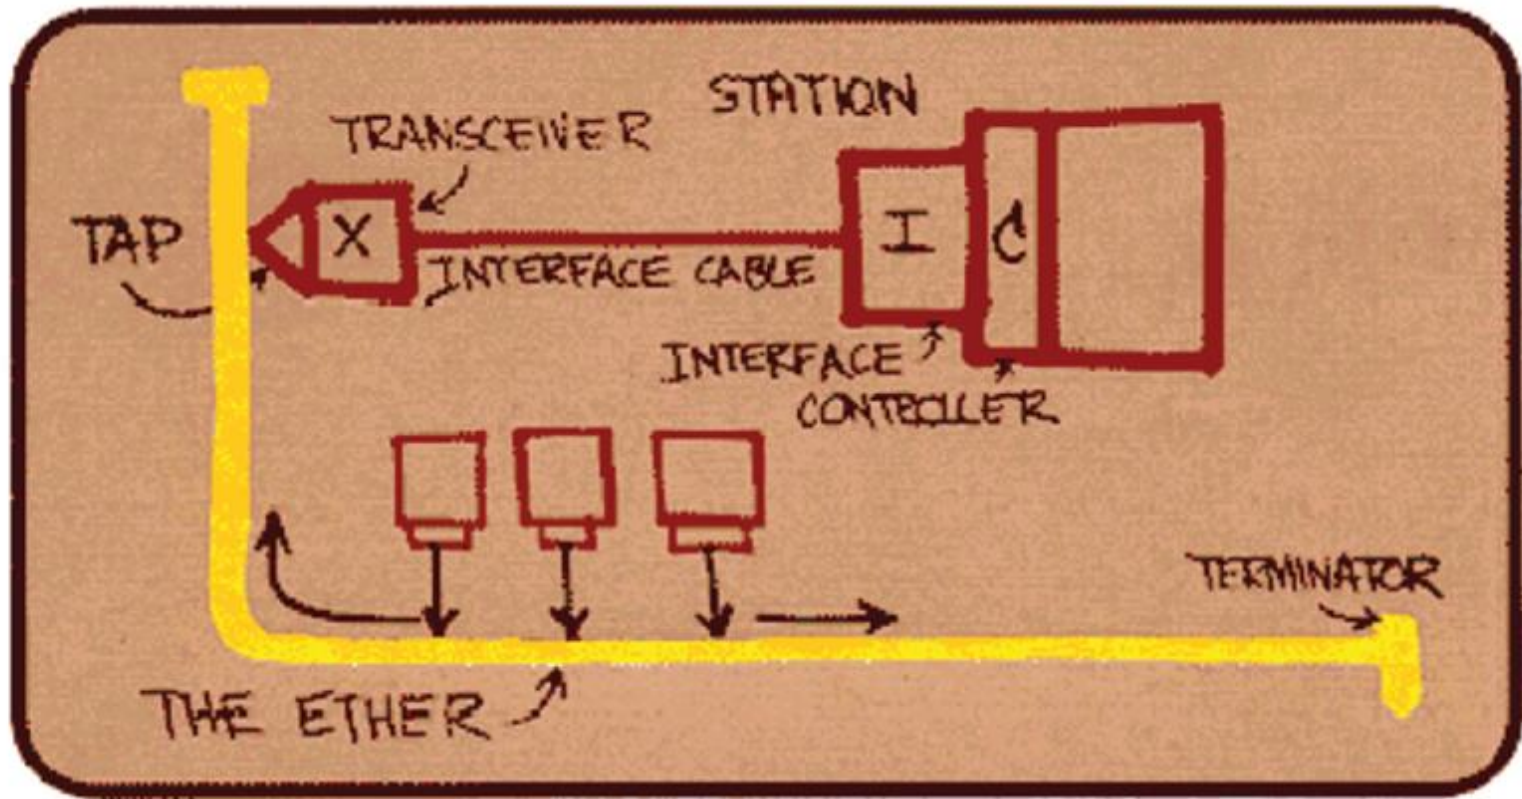 STATION
TRANSCEIVER
TAP
X
I
C
INTERFACE CABLE
INTERFACE
CONTROLLER
TERMINATOR
THE ETHER